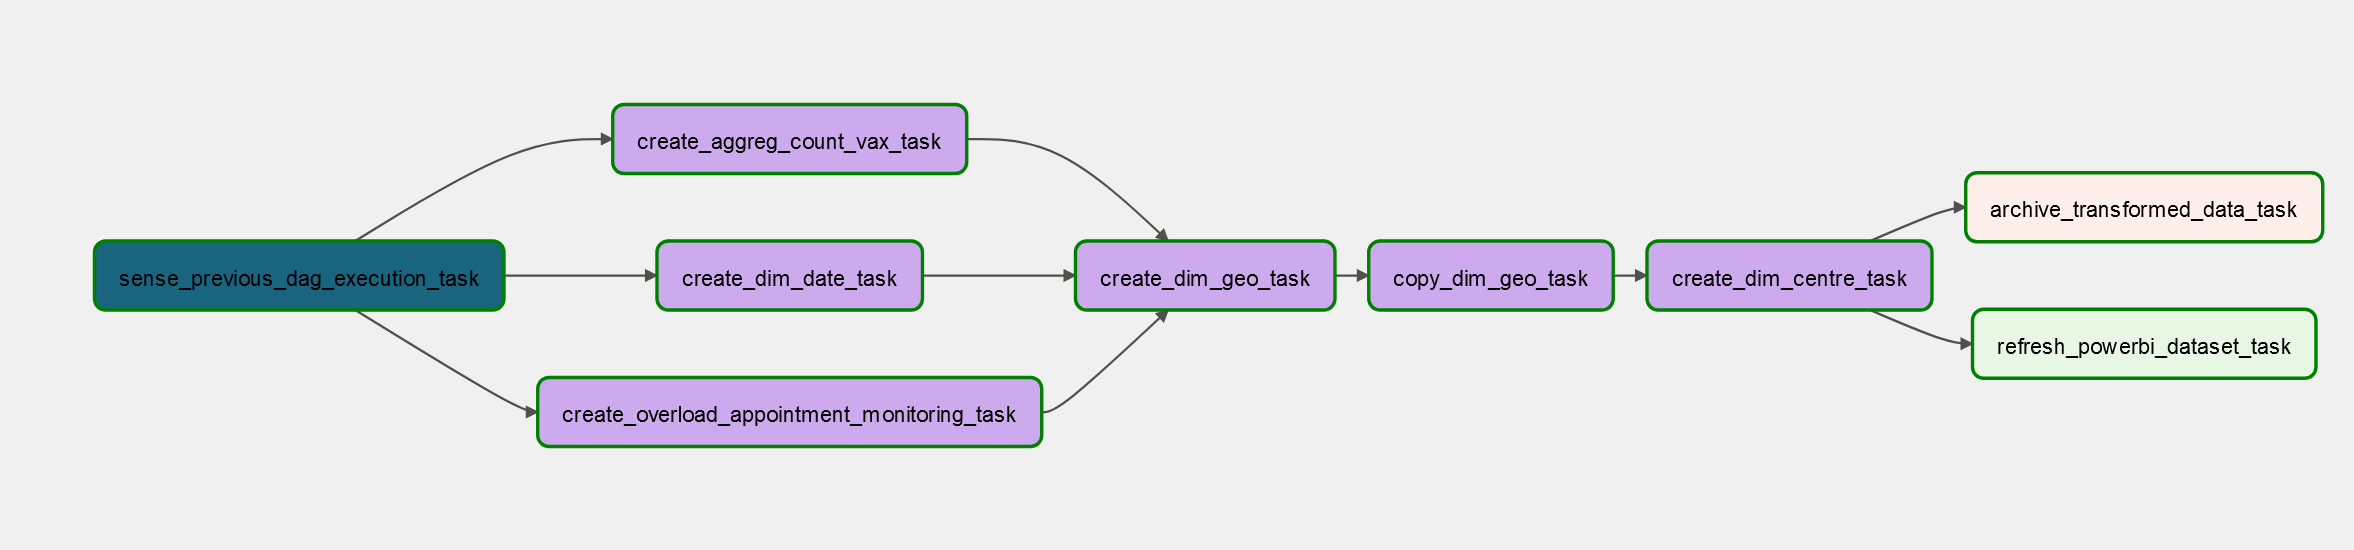 sense_previous_dag_execution_task
create_aggreg_count_vax_task
create_dim_date_task
create_overload_appointment_monitoring_task
create_dim_geo_task
copy_dim_geo_task
create_dim_centre_task
archive_transformed_data_task
refresh_powerbi_dataset_task